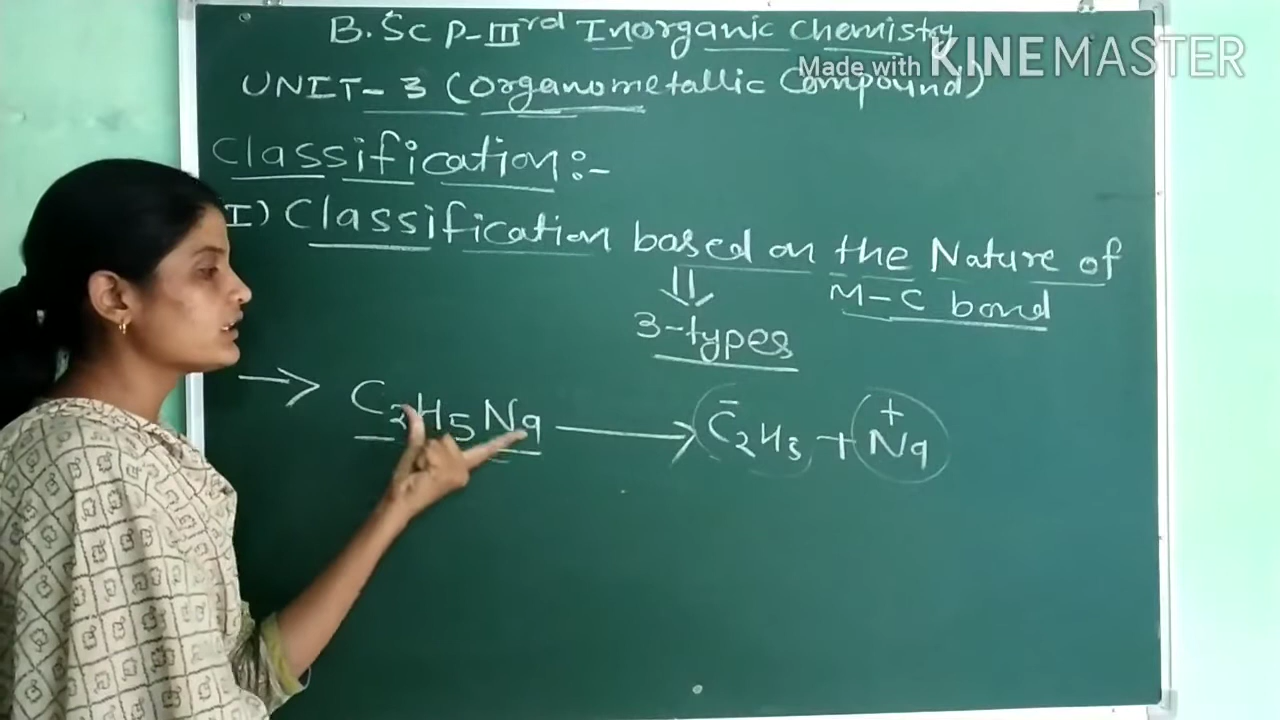 B.Sc P-IIIrd Inorganic Chemistry
Made with KINEMASTER
UNIT-3 (Organometallic Compound)
Classification:-
I) Classification based on the Nature of
M-C bond
⇓
3-types
→ C2H5Na → C̄2H5 + Na⁺